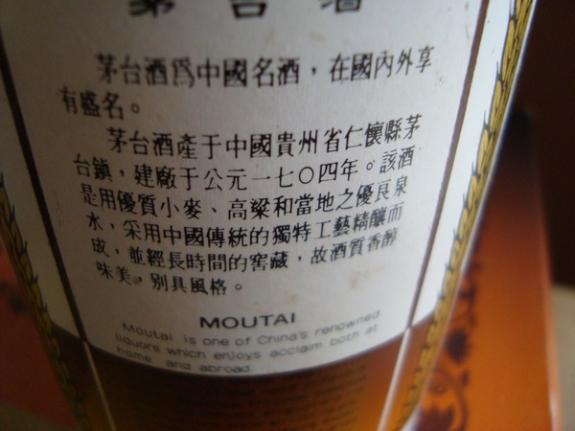 茅台酒
茅台酒爲中國名酒，在國內外享
有盛名。
茅台酒產于中國貴州省仁懷縣茅
台鎮，建廠于公元一七〇四年。該酒
是用優質小麥、高粱和當地之優良泉
水，采用中國傳統的獨特工藝精釀而
成，並經長時間的窖藏，故酒質香醇
味美。別具風格。
MOUTAI
Moutai is one of China's renowned
liquors which enjoys acclaim both at
home and abroad.